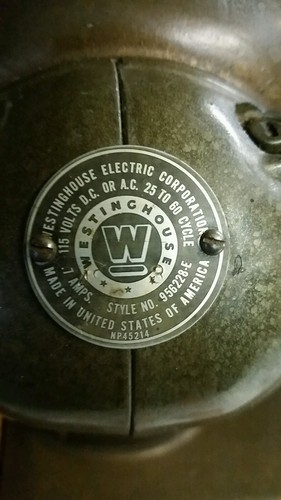 WESTINGHOUSE ELECTRIC CORPORATION
115 VOLTS D.C. OR A.C. 25 TO 60 CYCLE
WESTINGHOUSE
W
.7 AMPS. STYLE NO. 956228-E
MADE IN UNITED STATES OF AMERICA
NP45214